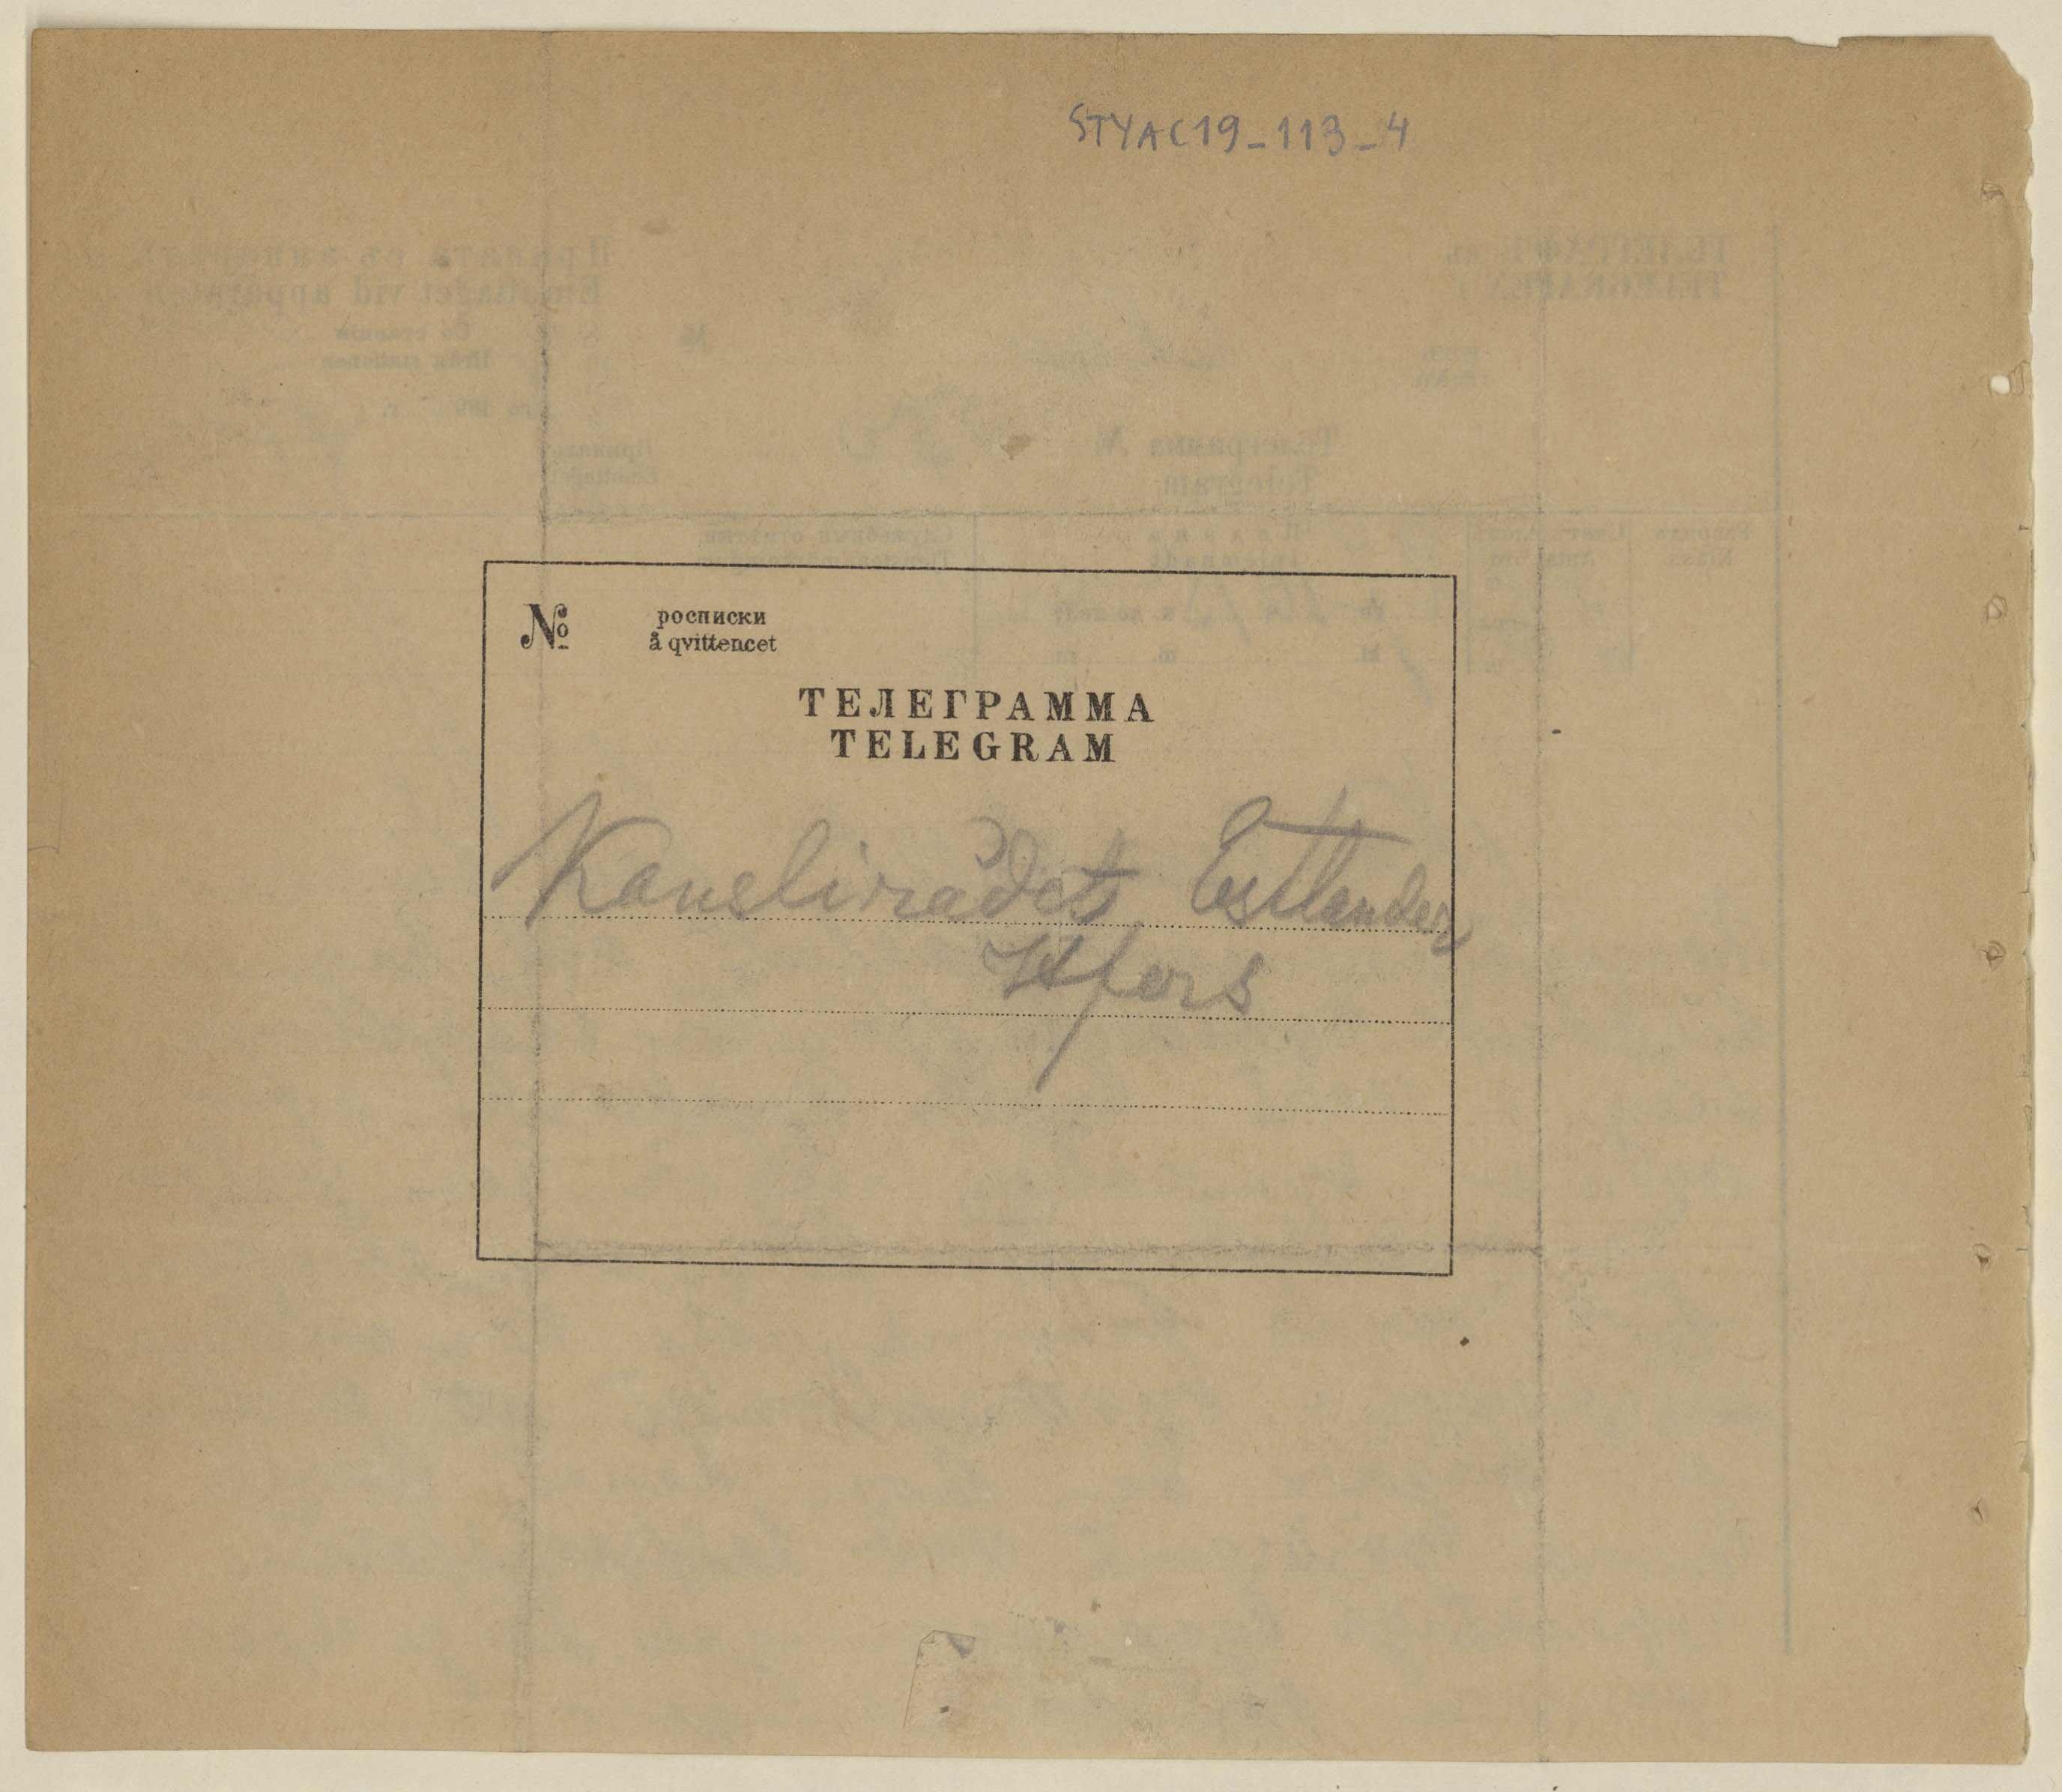 STYAC19_113_4
№ росписки
å qvittencet
ТЕЛЕГРАММА
TELEGRAM
Kanslirådet Estlander
Hfors